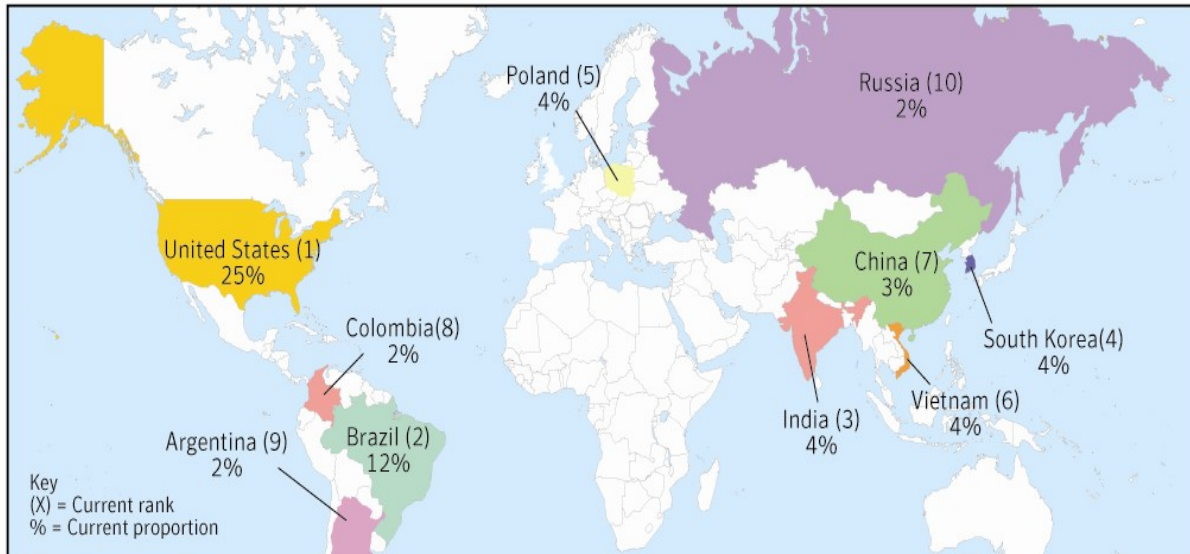 Poland (5)
4%
Russia (10)
2%
United States (1)
25%
China (7)
3%
Colombia(8)
2%
South Korea(4)
4%
Vietnam (6)
4%
India (3)
4%
Argentina (9)
2%
Brazil (2)
12%
Key
(X) = Current rank
% = Current proportion